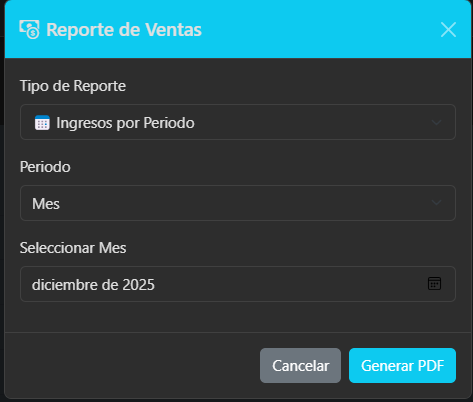 Reporte de Ventas
Tipo de Reporte
Ingresos por Periodo
Periodo
Mes
Seleccionar Mes
diciembre de 2025
Cancelar Generar PDF